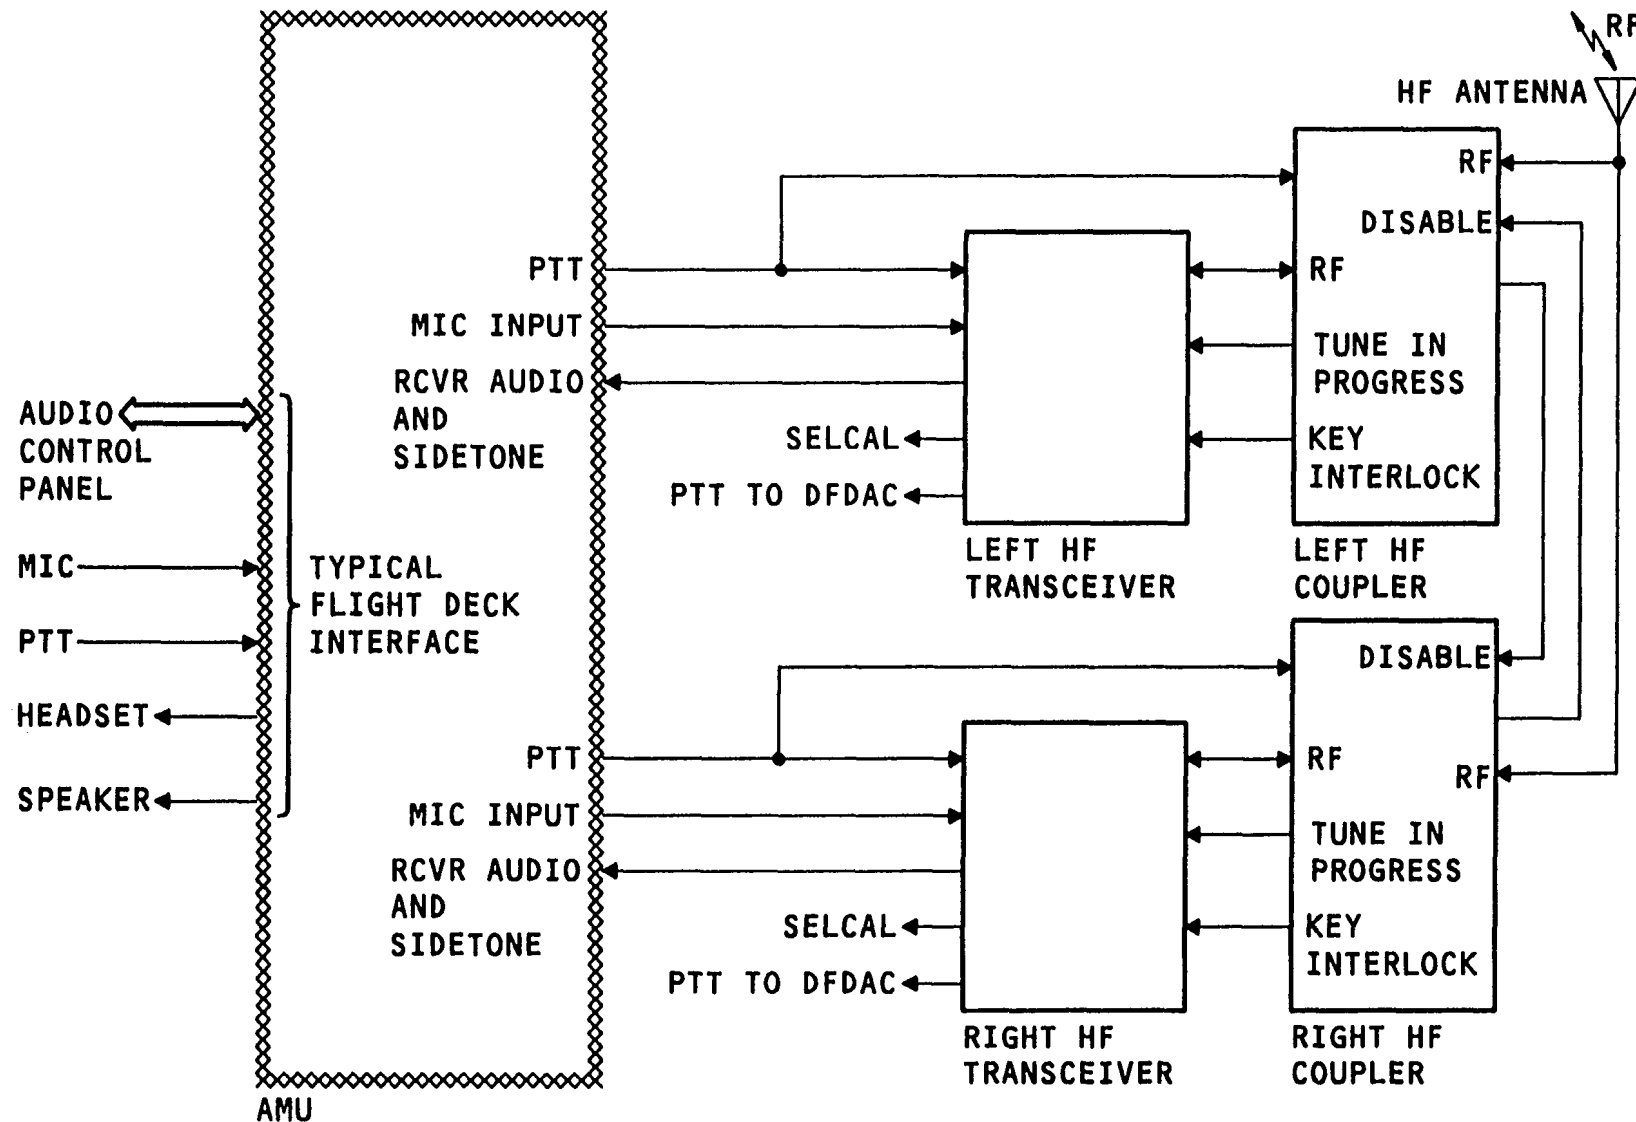 RF
HF ANTENNA
RF
DISABLE
PTT
RF
MIC INPUT
TUNE IN
PROGRESS
RCVR AUDIO
AND
SIDETONE
SELCAL
KEY
INTERLOCK
PTT TO DFDAC
LEFT HF
TRANSCEIVER
LEFT HF
COUPLER
AUDIO
CONTROL
PANEL
MIC
PTT
HEADSET
SPEAKER
TYPICAL
FLIGHT DECK
INTERFACE
DISABLE
PTT
RF
RF
MIC INPUT
TUNE IN
PROGRESS
RCVR AUDIO
AND
SIDETONE
SELCAL
KEY
INTERLOCK
PTT TO DFDAC
RIGHT HF
TRANSCEIVER
RIGHT HF
COUPLER
AMU